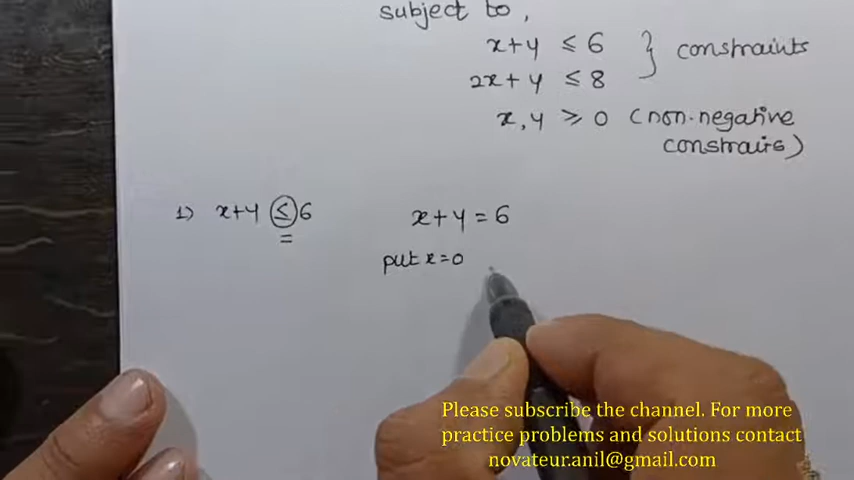 subject to,
x+y ≤ 6 } constraints
2x+y ≤ 8
x, y ≥ 0 (non-negative
constrairs)
1) x+y ≤ 6
x+y = 6
=
put x=0
Please subscribe the channel. For more
practice problems and solutions contact
novateur.anil@gmail.com